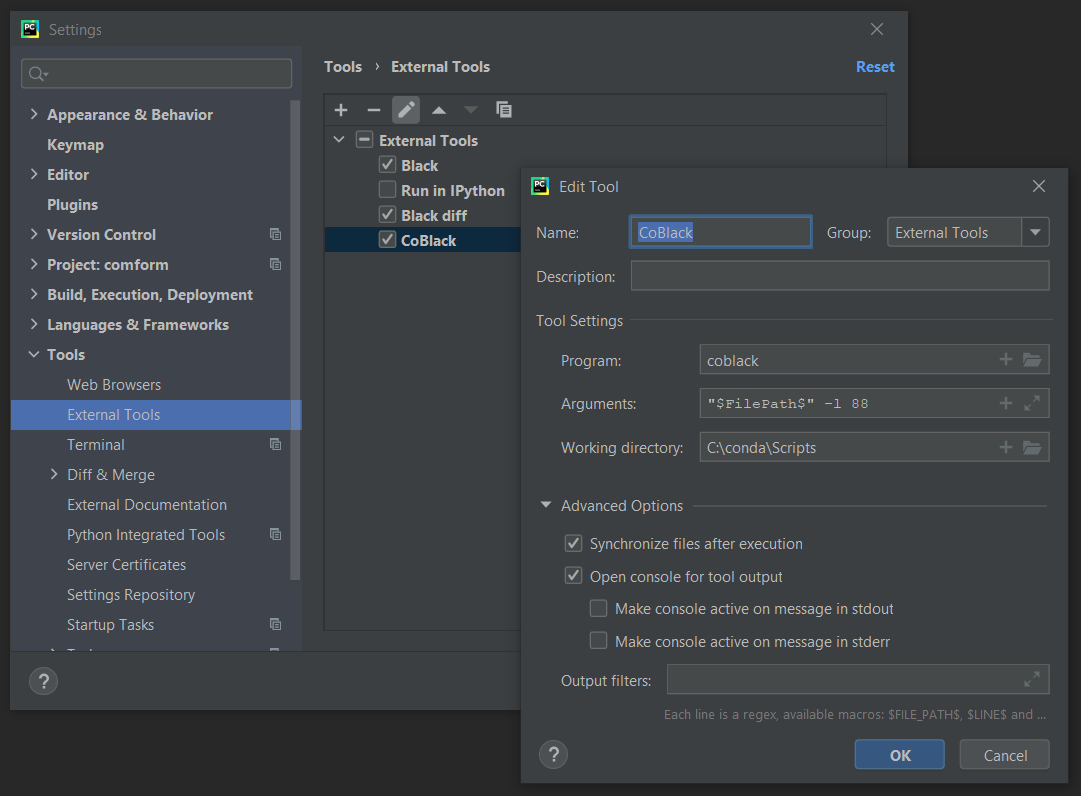 Settings
Tools › External Tools
Reset
Appearance & Behavior
Keymap
Editor
Plugins
Version Control
Project: comform
Build, Execution, Deployment
Languages & Frameworks
Tools
Web Browsers
External Tools
Terminal
Diff & Merge
External Documentation
Python Integrated Tools
Server Certificates
Settings Repository
Startup Tasks
External Tools
Black
Run in IPython
Black diff
CoBlack
?
Edit Tool
Name: CoBlack Group: External Tools
Description:
Tool Settings
Program: coblack
Arguments: "$FilePath$" -l 88
Working directory: C:\conda\Scripts
Advanced Options
Synchronize files after execution
Open console for tool output
Make console active on message in stdout
Make console active on message in stderr
Output filters:
Each line is a regex, available macros: $FILE_PATH$, $LINE$ and ...
? OK Cancel